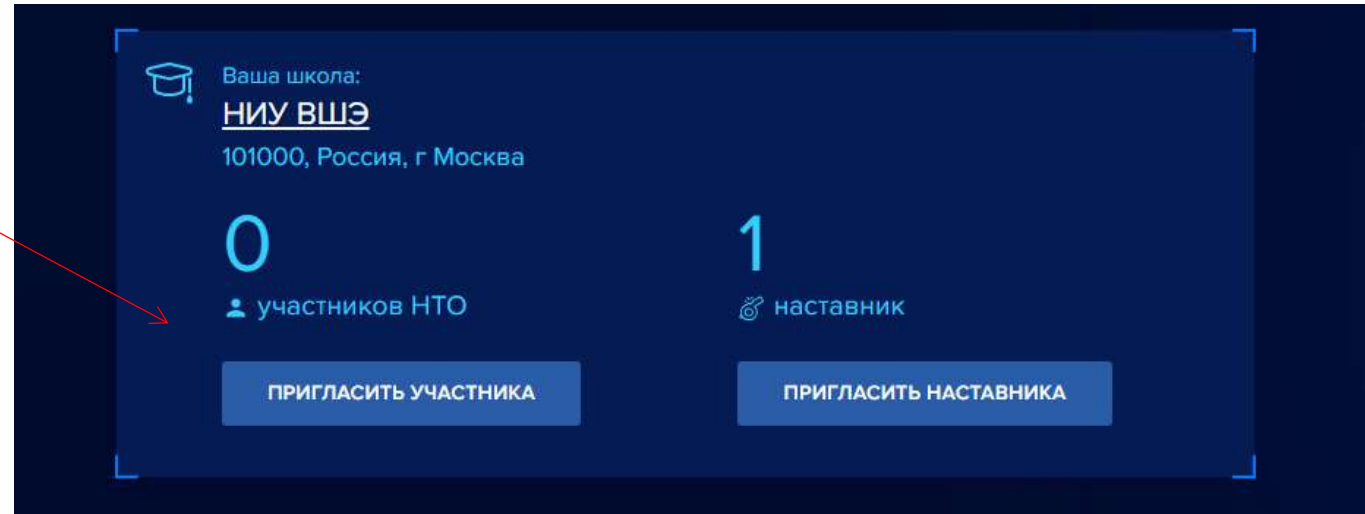 Ваша школа:
НИУ ВШЭ
101000, Россия, г Москва
0
участников НТО
ПРИГЛАСИТЬ УЧАСТНИКА
1
наставник
ПРИГЛАСИТЬ НАСТАВНИКА